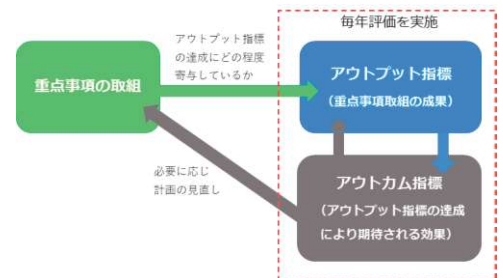 毎年評価を実施
アウトプット指標
の達成にどの程度
寄与しているか
重点事項の取組
アウトプット指標
（重点事項取組の成果）
必要に応じ
計画の見直し
アウトカム指標
（アウトプット指標の達成
により期待される効果）